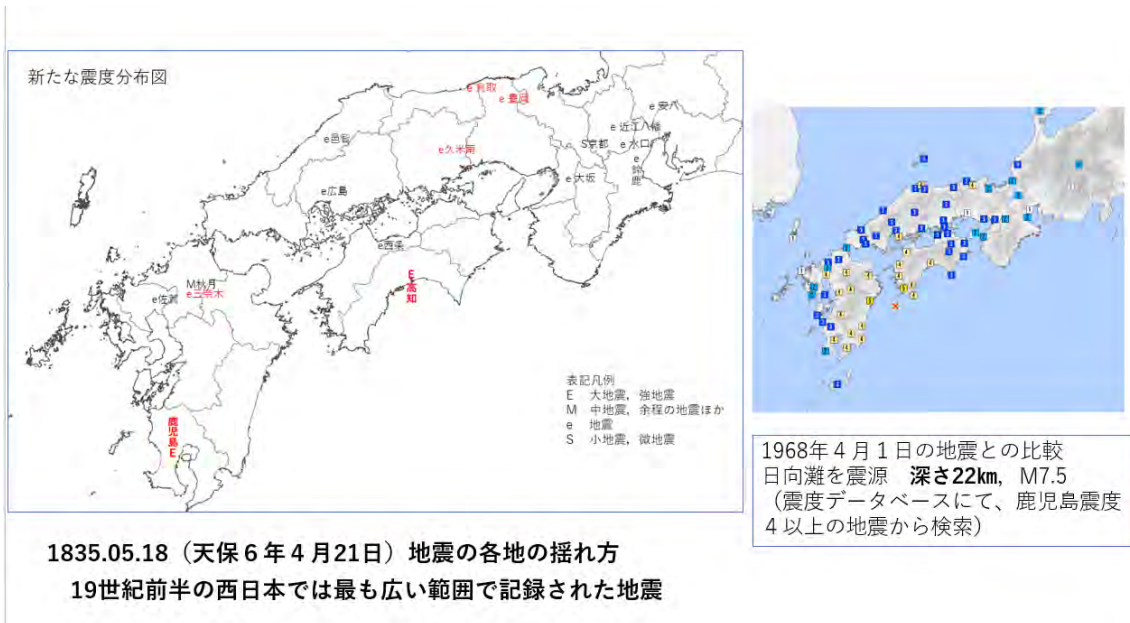 新たな震度分布図
e 鳥取
e 豊岡
e 安八
e 近江八幡
S京都
e 水口
e邑智
e久米南
e
鈴
鹿
e 大坂
e広島
e西条
E
高
知
M秋月
e三奈木
e佐賀
鹿
児
島
E
表記凡例
E 大地震，強地震
M 中地震，余程の地震ほか
e 地震
S 小地震，微地震
1968年４月１日の地震との比較
日向灘を震源 深さ22㎞，M7.5
（震度データベースにて、鹿児島震度
４以上の地震から検索）
1835.05.18（天保６年４月21日）地震の各地の揺れ方
19世紀前半の西日本では最も広い範囲で記録された地震